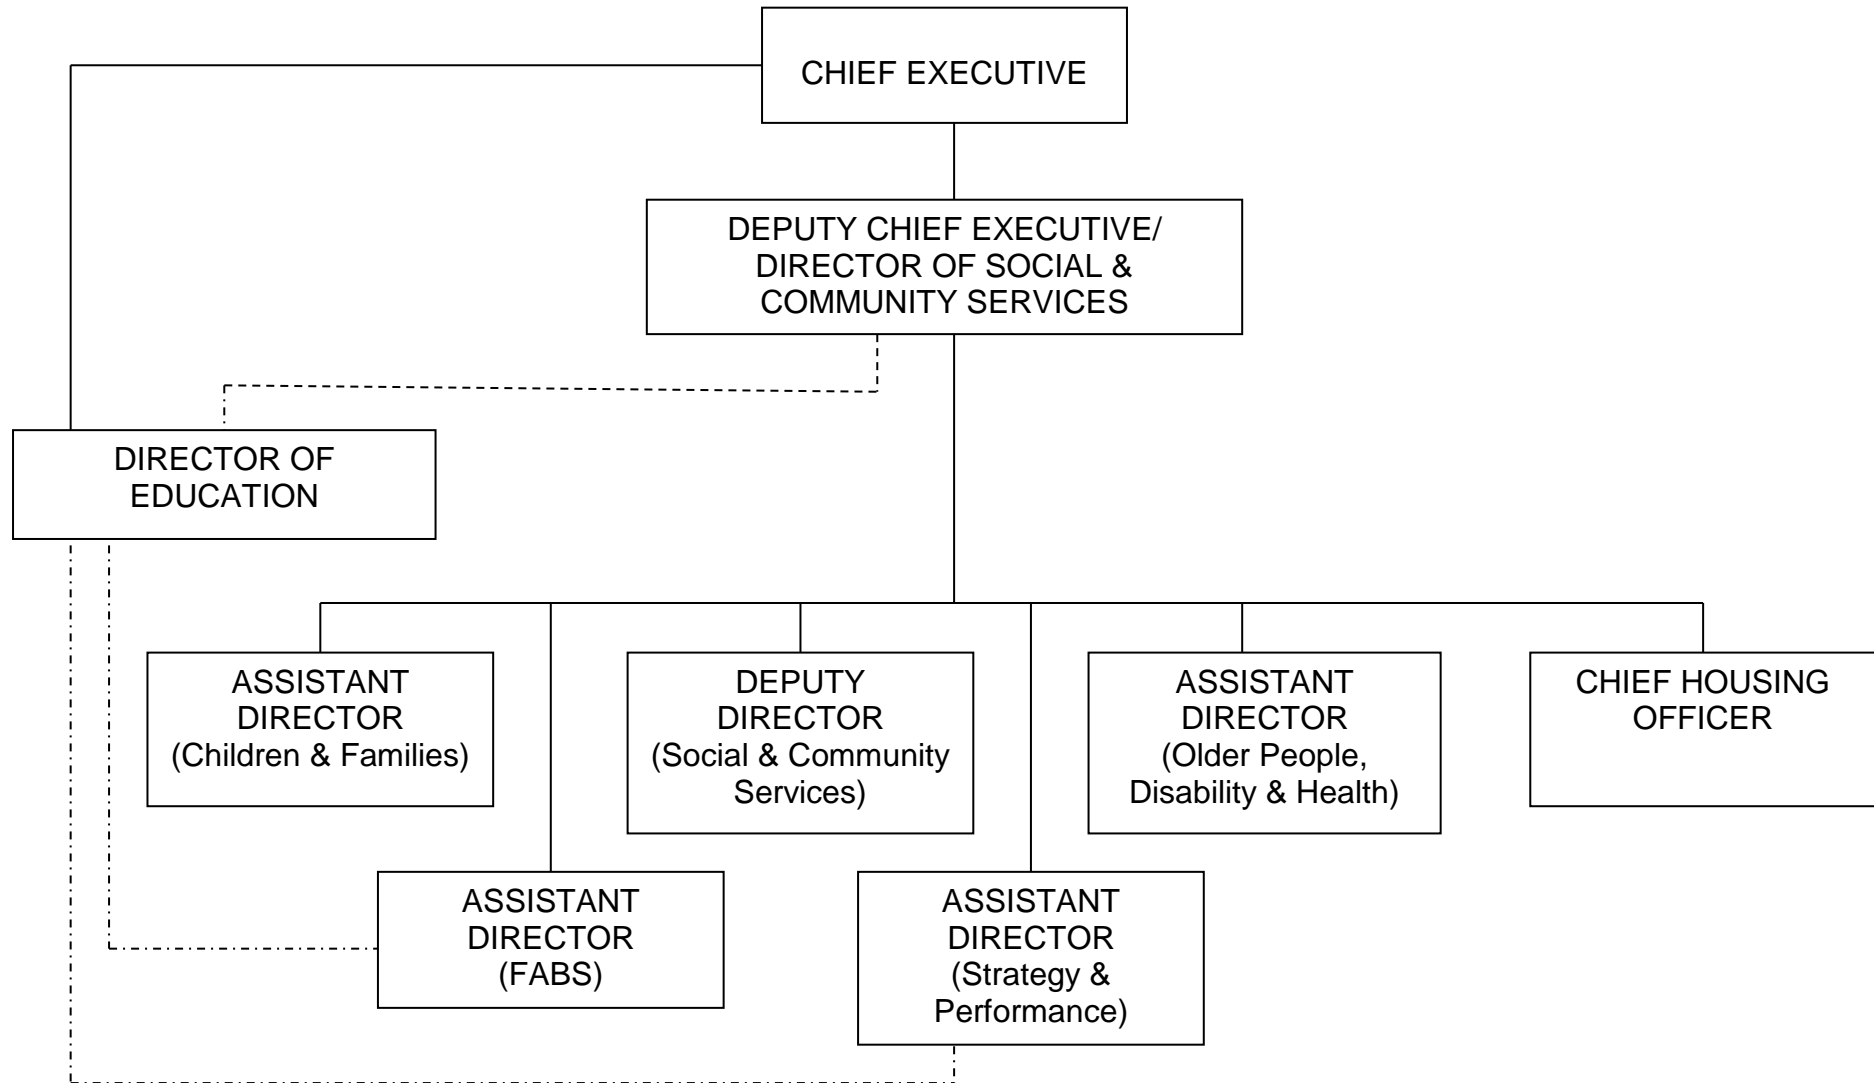 CHIEF EXECUTIVE
DEPUTY CHIEF EXECUTIVE/
DIRECTOR OF SOCIAL &
COMMUNITY SERVICES
DIRECTOR OF
EDUCATION
ASSISTANT
DIRECTOR
(Children & Families)
DEPUTY
DIRECTOR
(Social & Community
Services)
ASSISTANT
DIRECTOR
(Older People,
Disability & Health)
CHIEF HOUSING
OFFICER
ASSISTANT
DIRECTOR
(FABS)
ASSISTANT
DIRECTOR
(Strategy &
Performance)